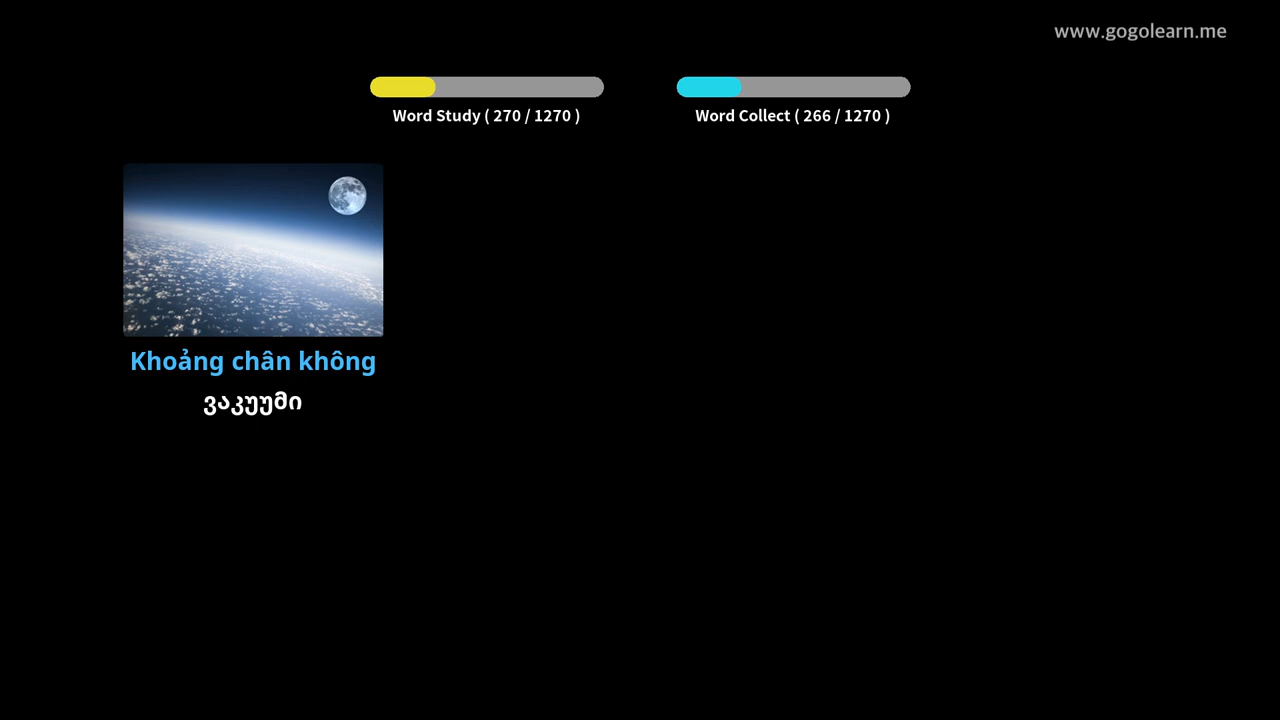 www.gogolearn.me
Word Study ( 270 / 1270 )
Word Collect ( 266 / 1270 )
Khoảng chân không
ვაკუუმი